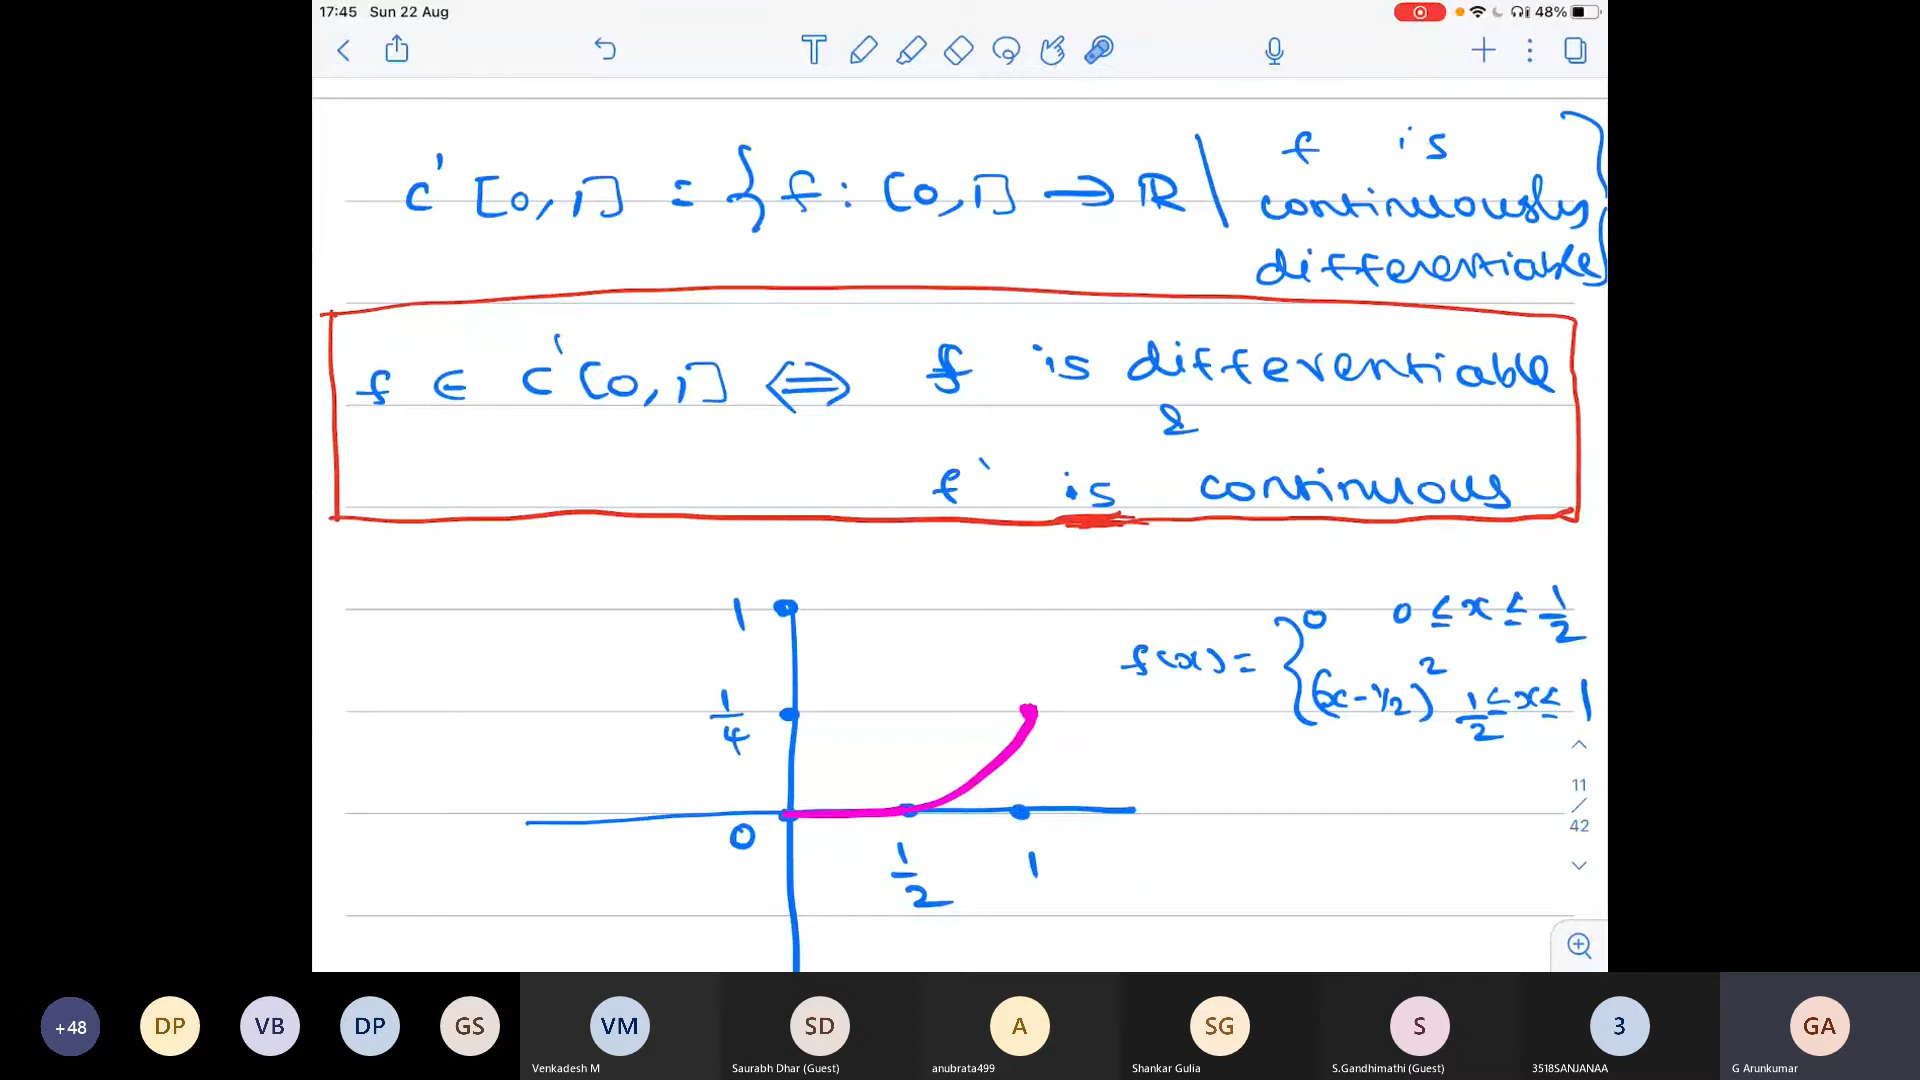 17:45 Sun 22 Aug
48%
C' [0,1] = { f : [0,1] → ℝ | f is
continuously
differentiable }
f ∈ C'[0,1] ⇔ f is differentiable
&
f' is continuous
f(x) = { 0 0 ≤ x ≤ 1/2
(x-1/2)² 1/2 ≤ x ≤ 1
1
1/4
0
1/2
1
11
/
42
+48
DP
VB
DP
GS
VM
SD
A
SG
S
3
GA
Venkadesh M
Saurabh Dhar (Guest)
anubrata499
Shankar Gulia
S.Gandhimathi (Guest)
3518SANJANAA
G Arunkumar